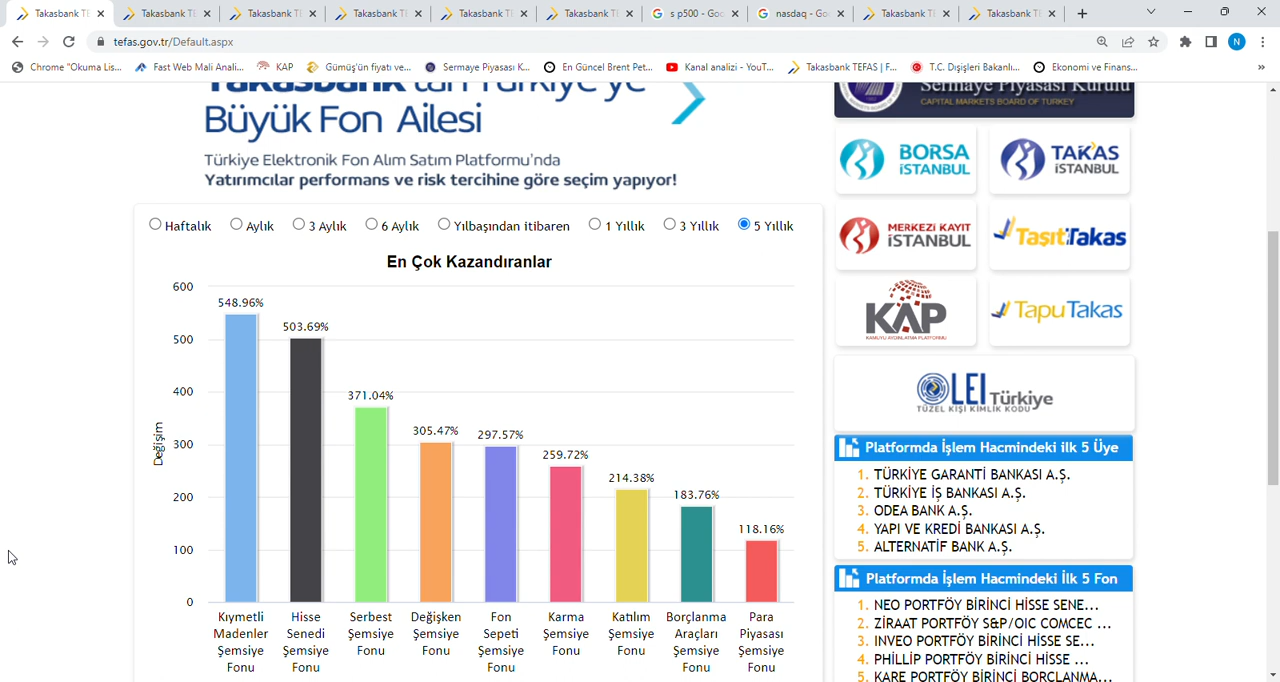 Takasbank TE
Takasbank TE
Takasbank TE
Takasbank TE
Takasbank TE
Takasbank TE
s p500 - Goo
nasdaq - Go
Takasbank TE
Takasbank TE
tefas.gov.tr/Default.aspx
N
Chrome "Okuma Lis...
Fast Web Mali Anali...
KAP
Gümüş'ün fiyatı ve...
Sermaye Piyasası K...
En Güncel Brent Pet...
Kanal analizi - YouT...
Takasbank TEFAS | F...
T.C. Dışişleri Bakanlı...
Ekonomi ve Finans...
»
Takasbank'tan Türkiye'ye
Büyük Fon Ailesi
Türkiye Elektronik Fon Alım Satım Platformu'nda
Yatırımcılar performans ve risk tercihine göre seçim yapıyor!
Haftalık
Aylık
3 Aylık
6 Aylık
Yılbaşından itibaren
1 Yıllık
3 Yıllık
5 Yıllık
En Çok Kazandıranlar
Değişim
600
500
400
300
200
100
0
548.96%
503.69%
371.04%
305.47%
297.57%
259.72%
214.38%
183.76%
118.16%
Kıymetli
Madenler
Şemsiye
Fonu
Hisse
Senedi
Şemsiye
Fonu
Serbest
Şemsiye
Fonu
Değişken
Şemsiye
Fonu
Fon
Sepeti
Şemsiye
Fonu
Karma
Şemsiye
Fonu
Katılım
Şemsiye
Fonu
Borçlanma
Araçları
Şemsiye
Fonu
Para
Piyasası
Şemsiye
Fonu
Sermaye Piyasası Kurulu
CAPITAL MARKETS BOARD OF TURKEY
BORSA
İSTANBUL
TAKAS
İSTANBUL
MERKEZİ KAYIT
İSTANBUL
TaşıtTakas
KAP
KAMUYU AYDINLATMA PLATFORMU
TapuTakas
LEI Türkiye
TÜZEL KİŞİ KİMLİK KODU
Platformda İşlem Hacmindeki ilk 5 Üye
1. TÜRKİYE GARANTİ BANKASI A.Ş.
2. TÜRKİYE İŞ BANKASI A.Ş.
3. ODEA BANK A.Ş.
4. YAPI VE KREDİ BANKASI A.Ş.
5. ALTERNATİF BANK A.Ş.
Platformda İşlem Hacmindeki İlk 5 Fon
1. NEO PORTFÖY BİRİNCİ HİSSE SENE...
2. ZİRAAT PORTFÖY S&P/OIC COMCEC ...
3. INVEO PORTFÖY BİRİNCİ HİSSE SE...
4. PHİLLİP PORTFÖY BİRİNCİ HİSSE ...
5. KARE PORTFÖY BİRİNCİ BORÇLANMA...